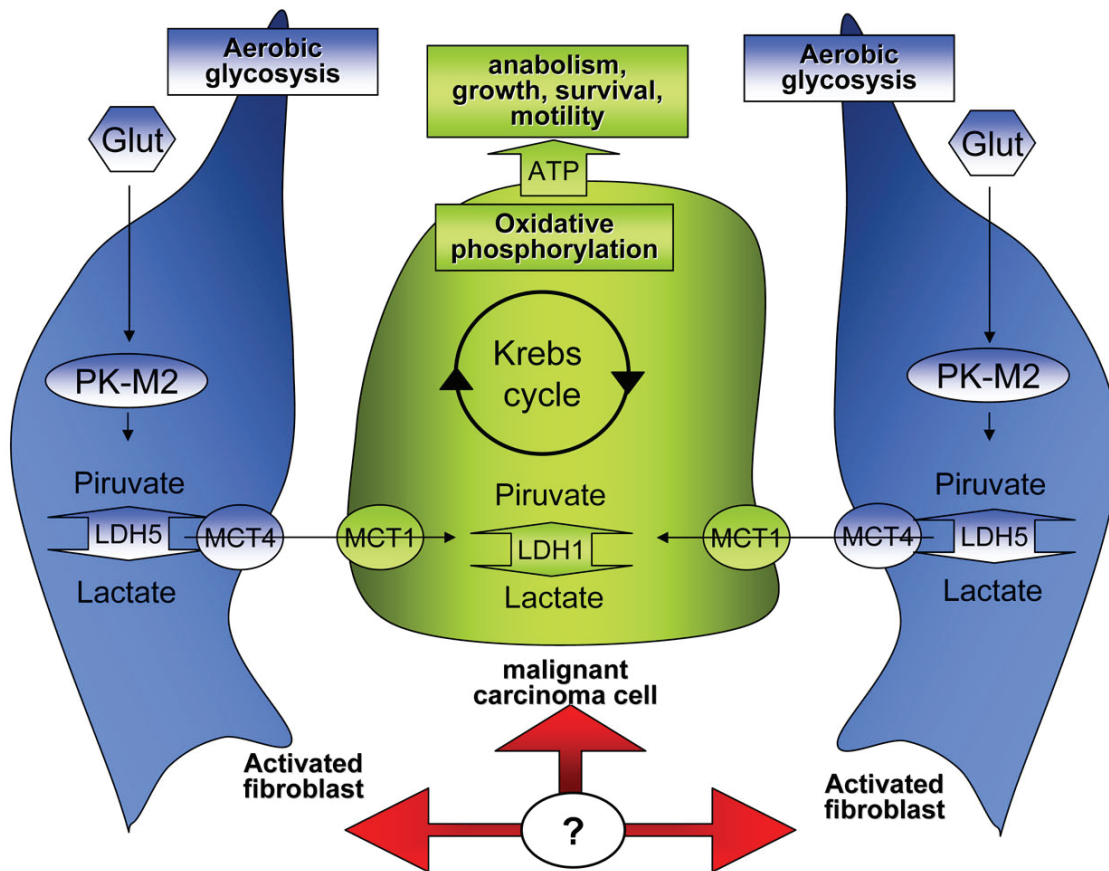 Aerobic
glycosysis
Glut
PK-M2
Piruvate
LDH5
MCT4
Lactate
Activated
fibroblast
anabolism,
growth, survival,
motility
ATP
Oxidative
phosphorylation
Krebs
cycle
MCT1
Piruvate
LDH1
Lactate
MCT1
malignant
carcinoma cell
?
Aerobic
glycosysis
Glut
PK-M2
Piruvate
MCT4
LDH5
Lactate
Activated
fibroblast